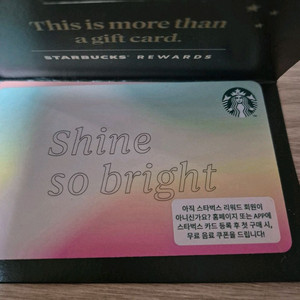 This is more than
a gift card.
STARBUCKS® REWARDS
Shine
so bright
아직 스타벅스 리워드 회원이
아니신가요? 홈페이지 또는 APP에
스타벅스 카드 등록 후 첫 구매 시,
무료 음료 쿠폰을 드립니다!